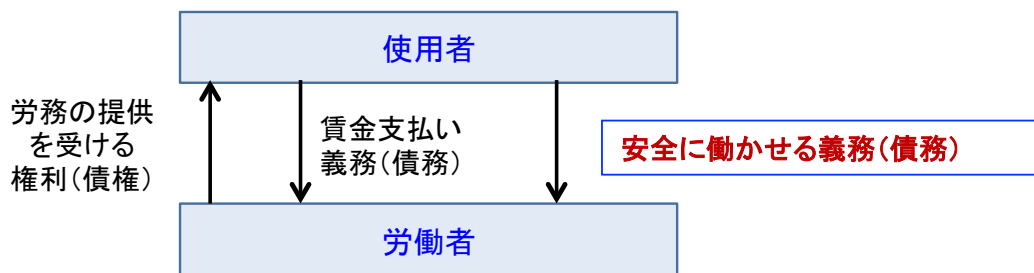 使用者
労務の提供
を受ける
権利(債権)
賃金支払い
義務(債務)
安全に働かせる義務(債務)
労働者